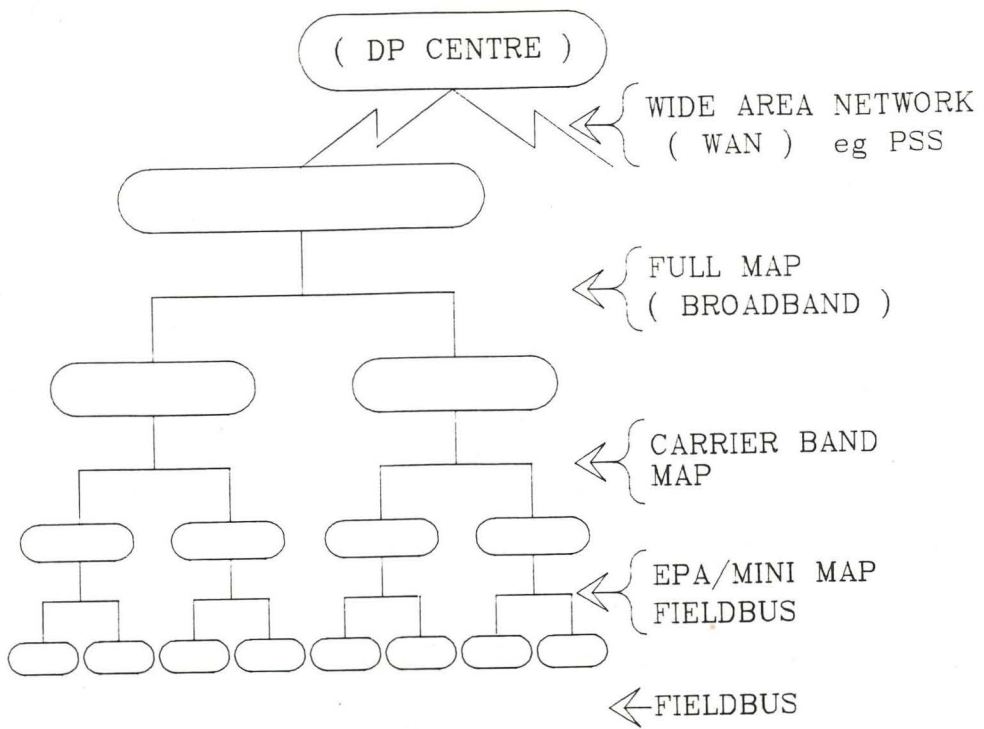 ( DP CENTRE )
WIDE AREA NETWORK
( WAN ) eg PSS
FULL MAP
( BROADBAND )
CARRIER BAND
MAP
EPA/MINI MAP
FIELDBUS
FIELDBUS